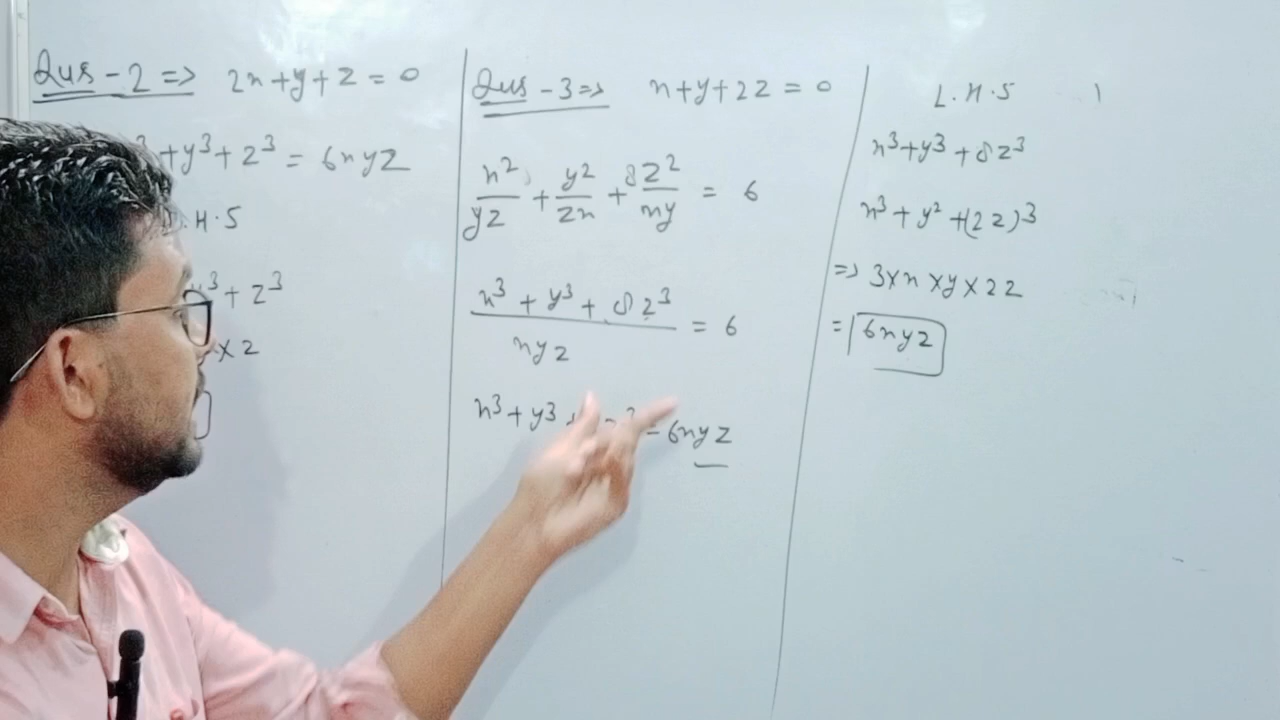 Qus - 2 => 2x + y + z = 0
³ + y³ + z³ = 6xyz
L.H.S
y³ + z³
x z
Qus - 3 => x + y + 2z = 0
x²/yz + y²/zx + 8z²/xy = 6
x³ + y³ + 8z³/xyz = 6
x³ + y³ = 6xyz
L.H.S
x³ + y³ + 8z³
x³ + y² + (2z)³
=> 3 × x × y × 2z
= 6xyz